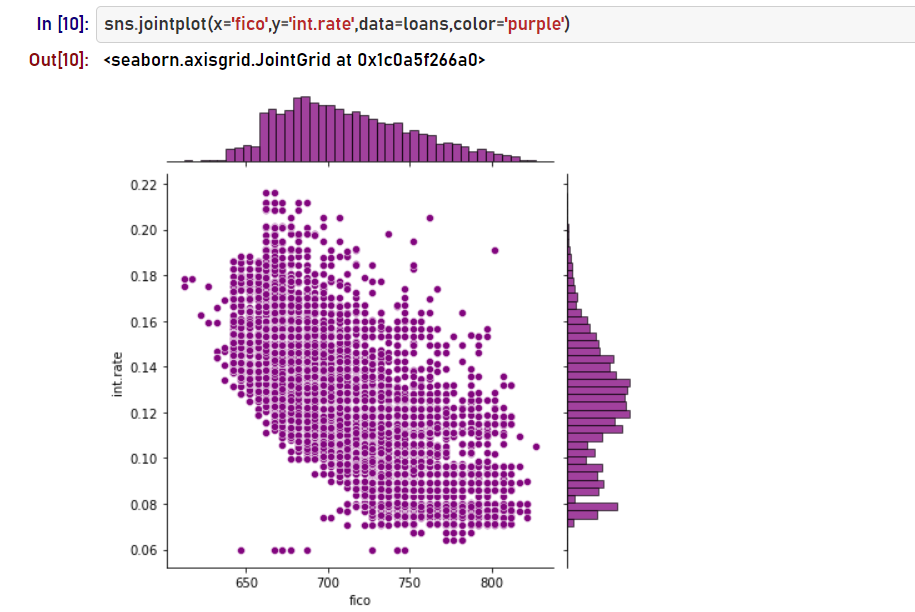 In [10]: sns.jointplot(x='fico',y='int.rate',data=loans,color='purple')
Out[10]: <seaborn.axisgrid.JointGrid at 0x1c0a5f266a0>
0.22
0.20
0.18
0.16
0.14
0.12
0.10
0.08
0.06
int.rate
650 700 750 800
fico